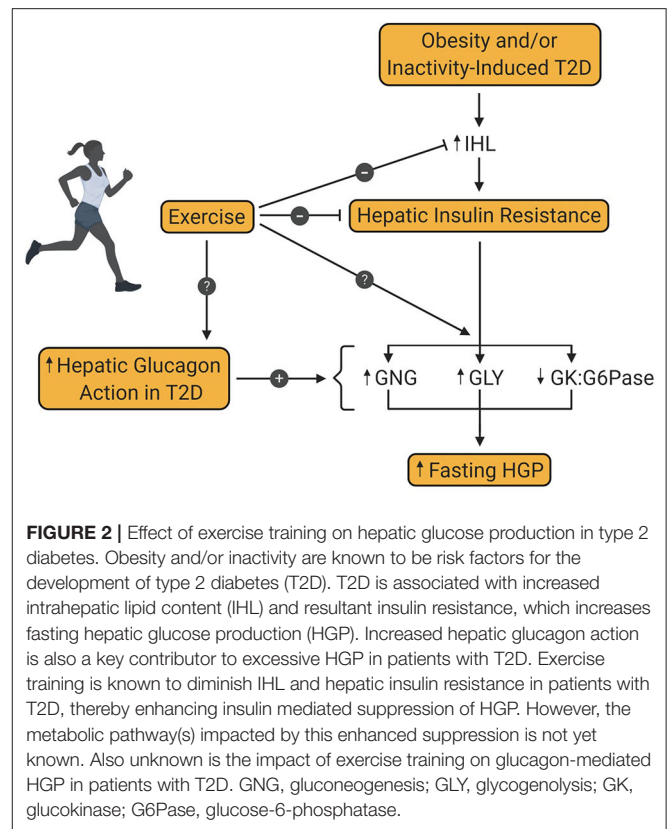 Obesity and/or
Inactivity-Induced T2D
↑IHL
−
Exercise
−
Hepatic Insulin Resistance
?
?
↑Hepatic Glucagon
Action in T2D
+
↑GNG
↑GLY
↓ GK:G6Pase
↑ Fasting HGP
FIGURE 2 | Effect of exercise training on hepatic glucose production in type 2
diabetes. Obesity and/or inactivity are known to be risk factors for the
development of type 2 diabetes (T2D). T2D is associated with increased
intrahepatic lipid content (IHL) and resultant insulin resistance, which increases
fasting hepatic glucose production (HGP). Increased hepatic glucagon action
is also a key contributor to excessive HGP in patients with T2D. Exercise
training is known to diminish IHL and hepatic insulin resistance in patients with
T2D, thereby enhancing insulin mediated suppression of HGP. However, the
metabolic pathway(s) impacted by this enhanced suppression is not yet
known. Also unknown is the impact of exercise training on glucagon-mediated
HGP in patients with T2D. GNG, gluconeogenesis; GLY, glycogenolysis; GK,
glucokinase; G6Pase, glucose-6-phosphatase.